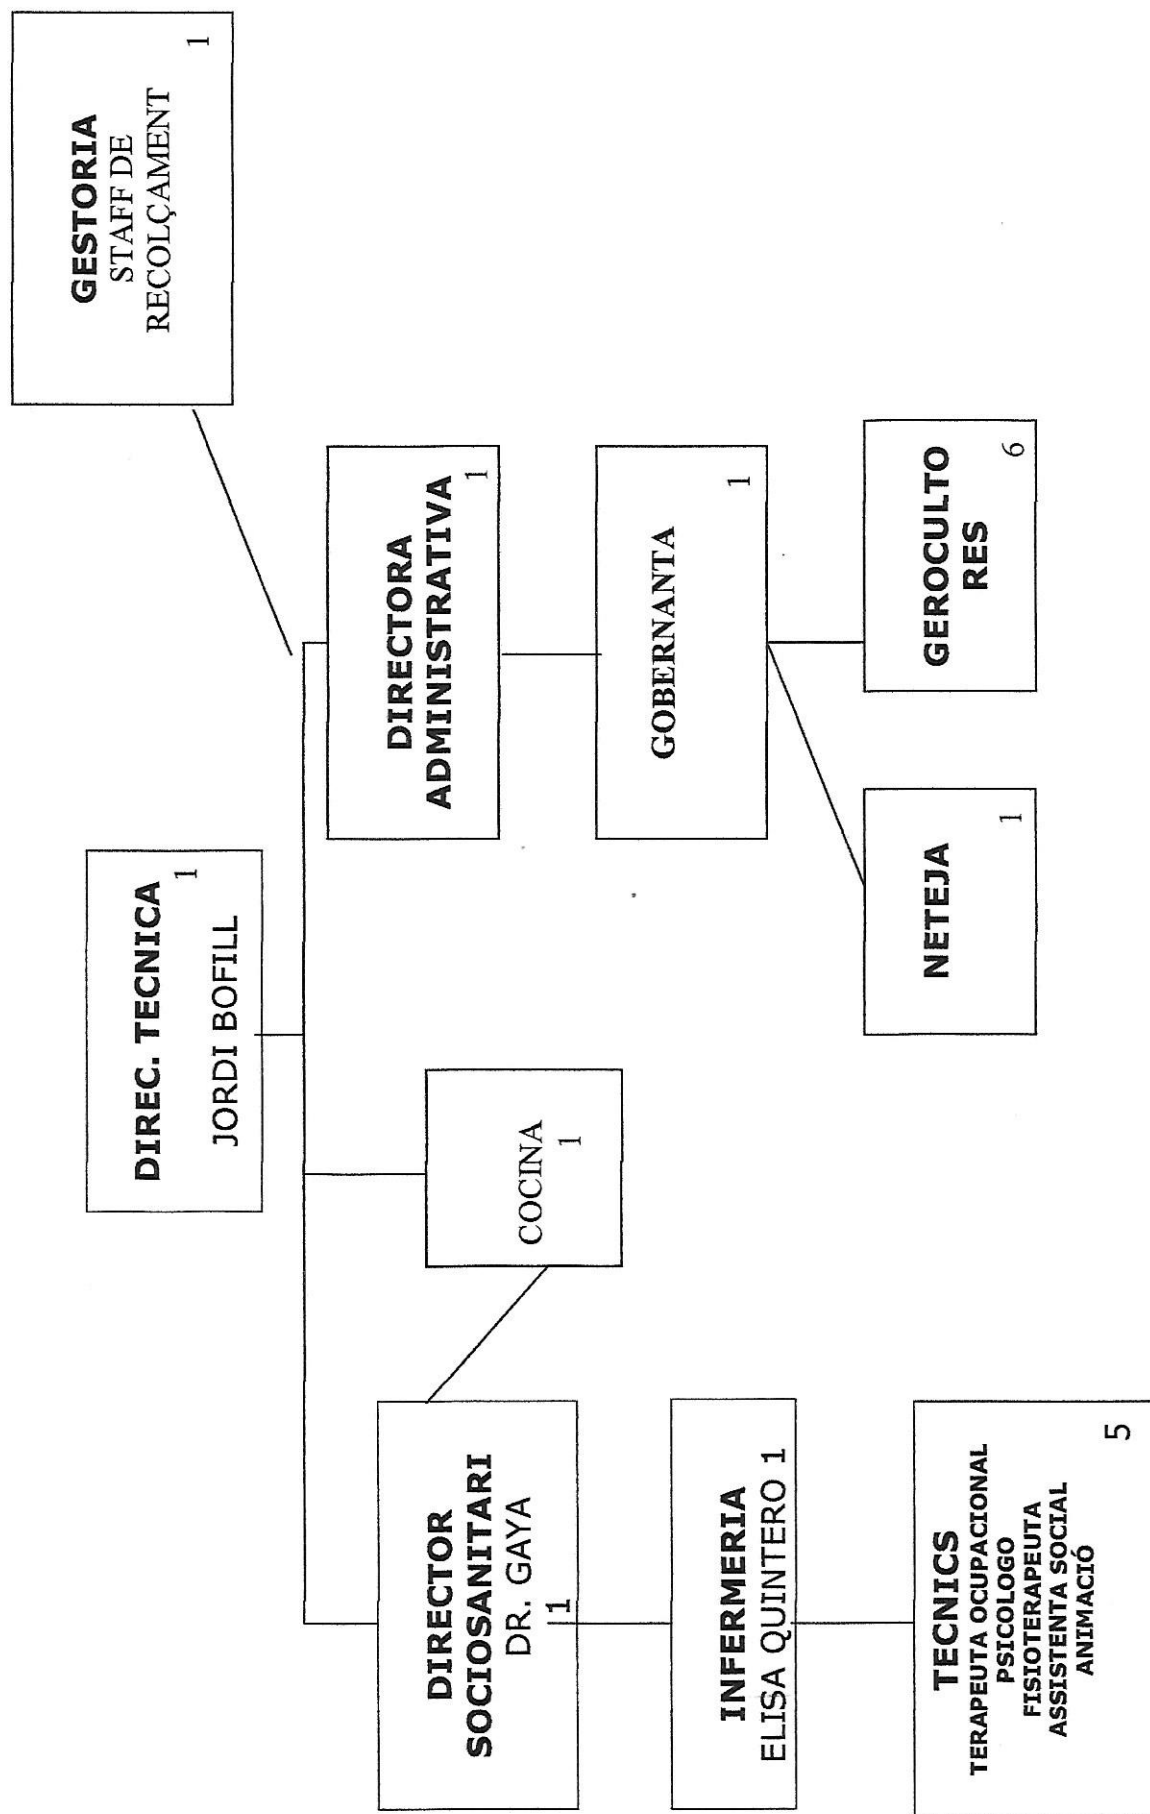 GESTORIA
STAFF DE
RECOLÇAMENT
1
DIREC. TECNICA
1
JORDI BOFILL
DIRECTORA
ADMINISTRATIVA
1
COCINA
1
DIRECTOR
SOCIOSANITARI
DR. GAYA
1
GOBERNANTA
1
INFERMERIA
ELISA QUINTERO 1
NETEJA
1
GEROCULTO
RES
6
TECNICS
TERAPEUTA OCUPACIONAL
PSICOLOGO
FISIOTERAPEUTA
ASSISTENTA SOCIAL
ANIMACIÓ
5